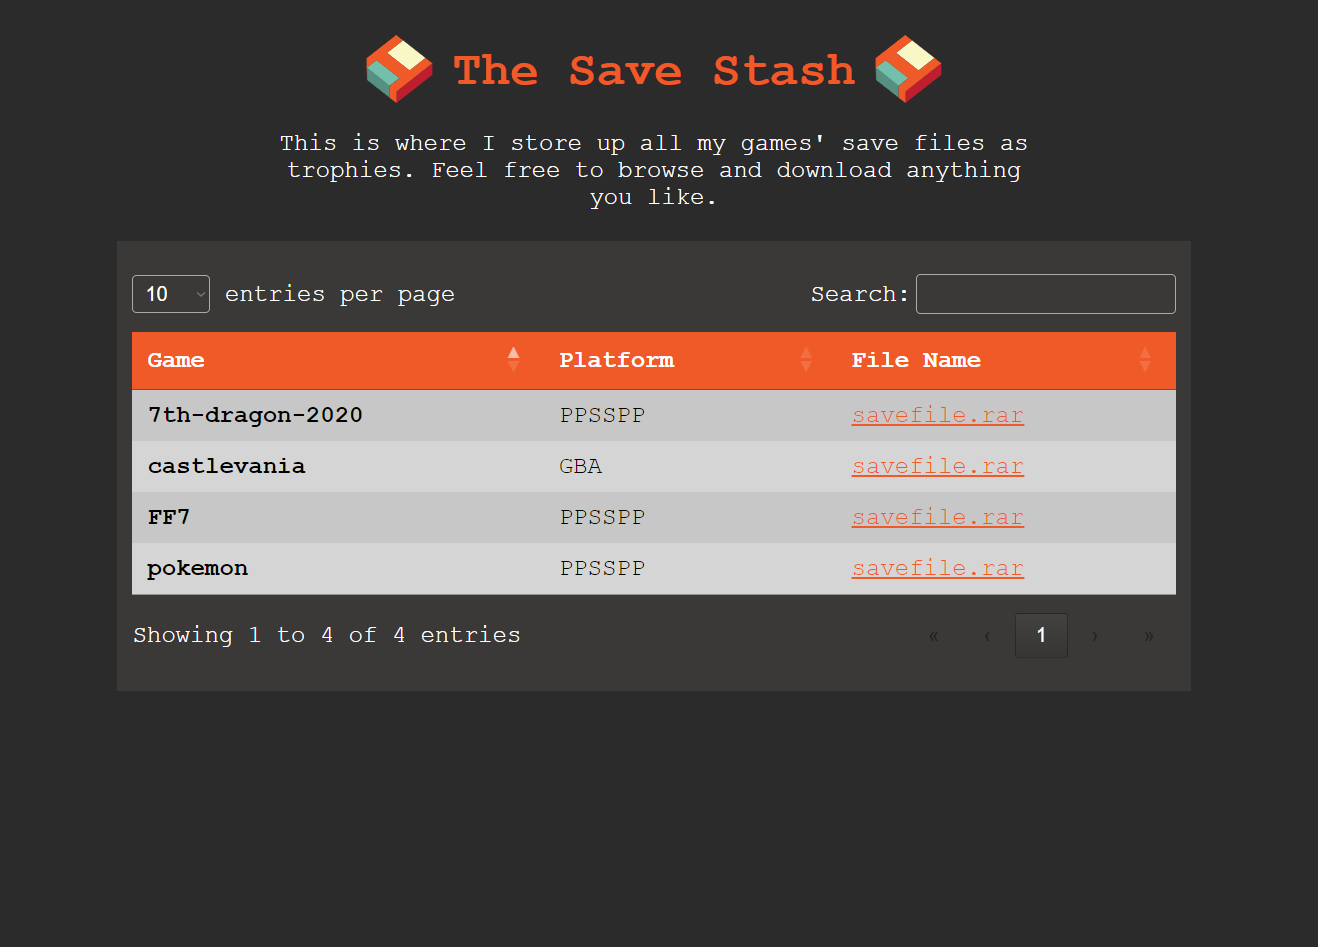 The Save Stash
This is where I store up all my games' save files as
trophies. Feel free to browse and download anything
you like.
10 entries per page Search:
Game Platform File Name
7th-dragon-2020 PPSSPP savefile.rar
castlevania GBA savefile.rar
FF7 PPSSPP savefile.rar
pokemon PPSSPP savefile.rar
Showing 1 to 4 of 4 entries « ‹ 1 › »